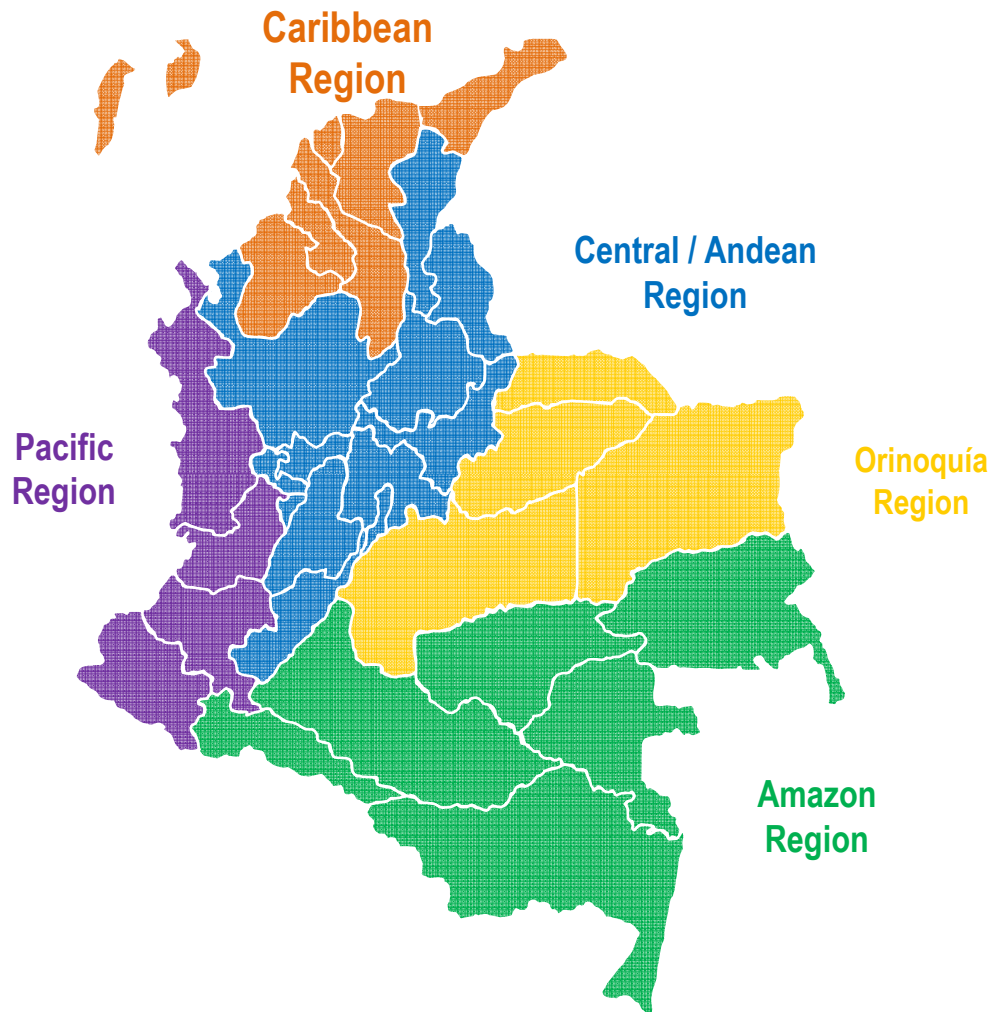 Caribbean
Region
Central / Andean
Region
Pacific
Region
Orinoquía
Region
Amazon
Region